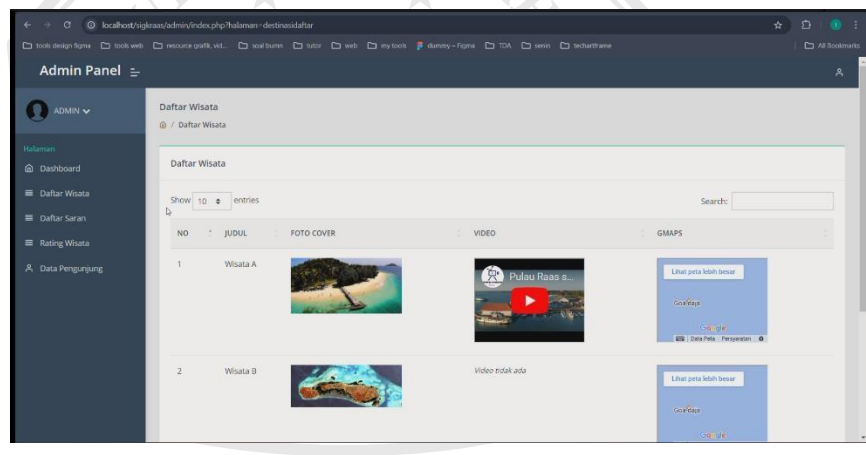 localhost/sigkraas/admin/index.php?halaman=destinasidaftar
tools design figma tools web resource grafik, vid... soal bumn tutor web my tools dummy – Figma TOA senin techartframe All Bookmarks
Admin Panel
ADMIN
Daftar Wisata
/ Daftar Wisata
Halaman
Dashboard
Daftar Wisata
Daftar Saran
Rating Wisata
Data Pengunjung
Daftar Wisata
Show 10 entries Search:
NO JUDUL FOTO COVER VIDEO GMAPS
1 Wisata A
Pulau Raas s...
Lihat peta lebih besar
Google
Data Peta Persyaratan
2 Wisata B Video tidak ada
Lihat peta lebih besar
Google